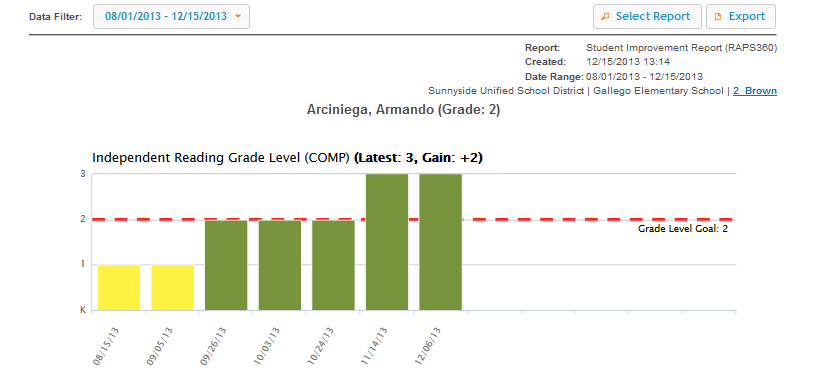 Data Filter: 08/01/2013 - 12/15/2013 Select Report Export
Report: Student Improvement Report (RAPS360)
Created: 12/15/2013 13:14
Date Range: 08/01/2013 - 12/15/2013
Sunnyside Unified School District | Gallego Elementary School | 2_Brown
Arciniega, Armando (Grade: 2)
Independent Reading Grade Level (COMP) (Latest: 3, Gain: +2)
3
2
Grade Level Goal: 2
1
K
08/15/13 09/05/13 09/26/13 10/03/13 10/24/13 11/14/13 12/06/13